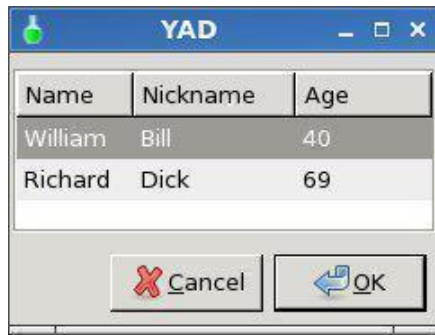 YAD
Name Nickname Age
William Bill 40
Richard Dick 69
Cancel OK